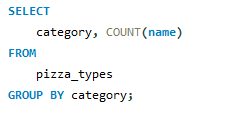 SELECT
category, COUNT(name)
FROM
pizza_types
GROUP BY category;